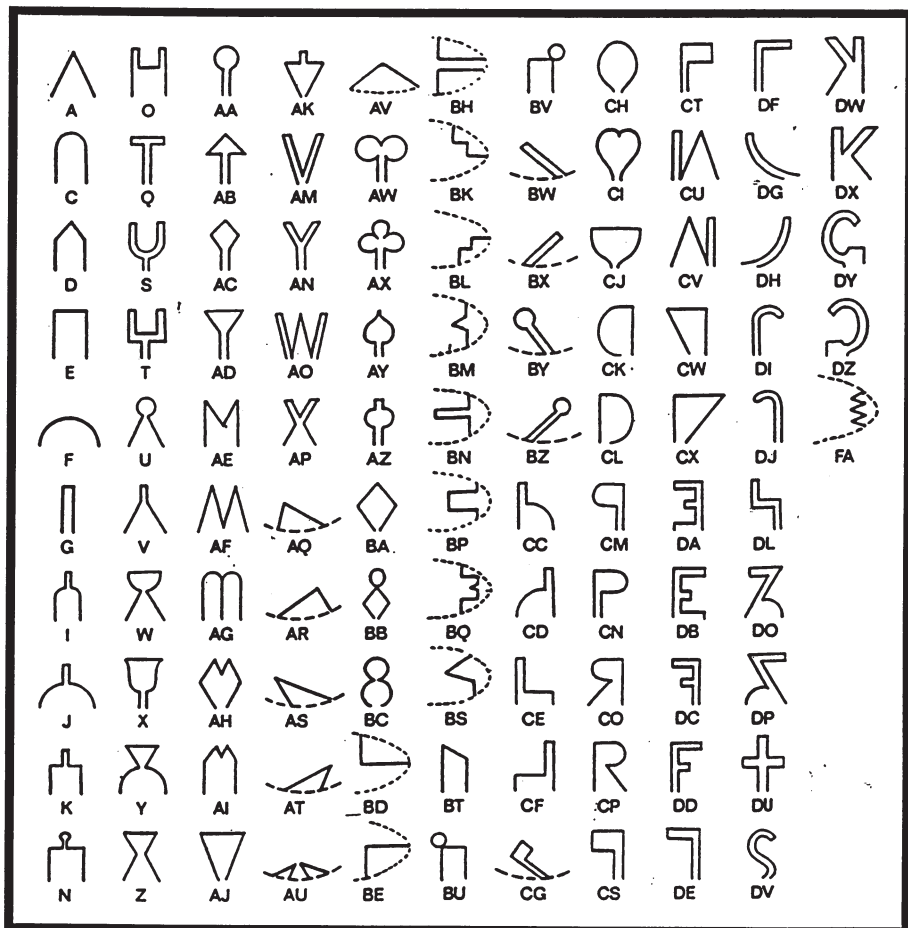 A O AA AK AV BH BV CH CT DF DW
C Q AB AM AW BK BW CI CU DG DX
D S AC AN AX BL BX CJ CV DH DY
E T AD AO AY BM BY CK CW DI DZ
F U AE AP AZ BN BZ CL CX DJ FA
G V AF AQ BA BP CC CM DA DL
I W AG AR BB BQ CD CN DB DO
J X AH AS BC BS CE CO DC DP
K Y AI AT BD BT CF CP DD DU
N Z AJ AU BE BU CG CS DE DV